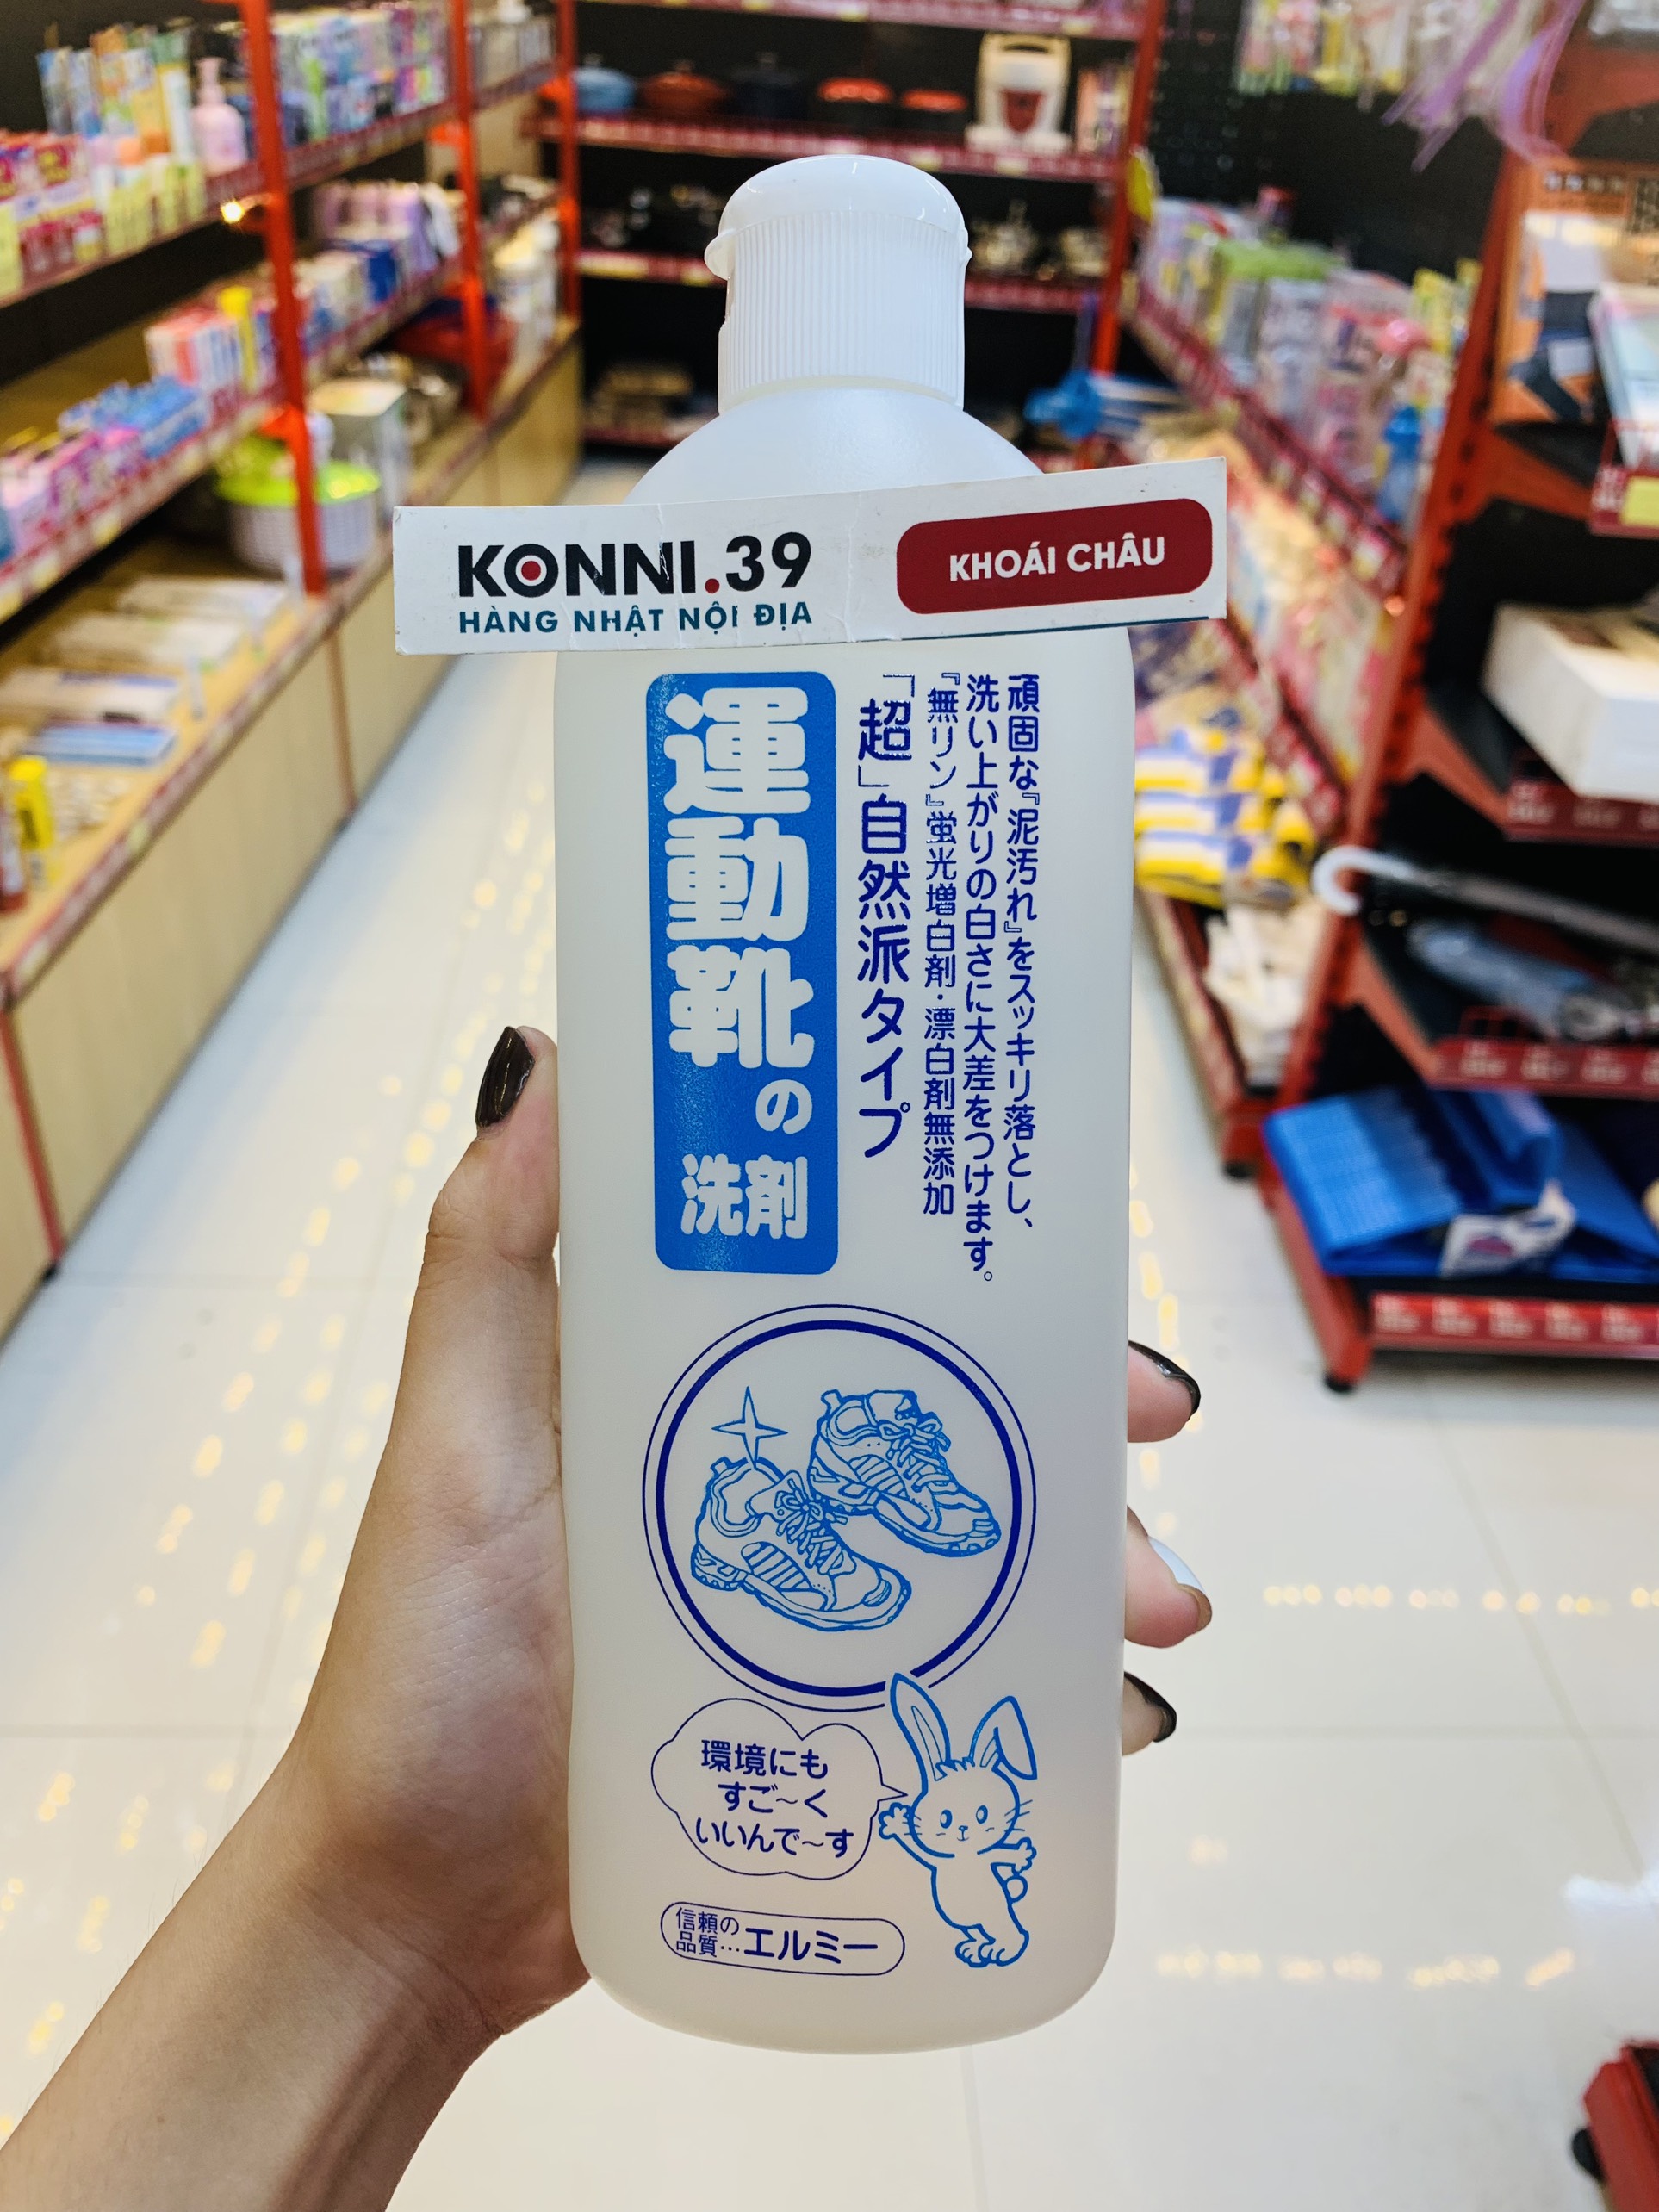 KONNI.39
HÀNG NHẬT NỘI ĐỊA
KHOÁI CHÂU
頑固な『泥汚れ』をスッキリ落とし、
洗い上がりの白さに大差をつけます。
『無リン』蛍光増白剤・漂白剤無添加
「超」自然派タイプ
運動靴の洗剤
環境にも
すご〜く
いいんで〜す
信頼の
品質…エルミー